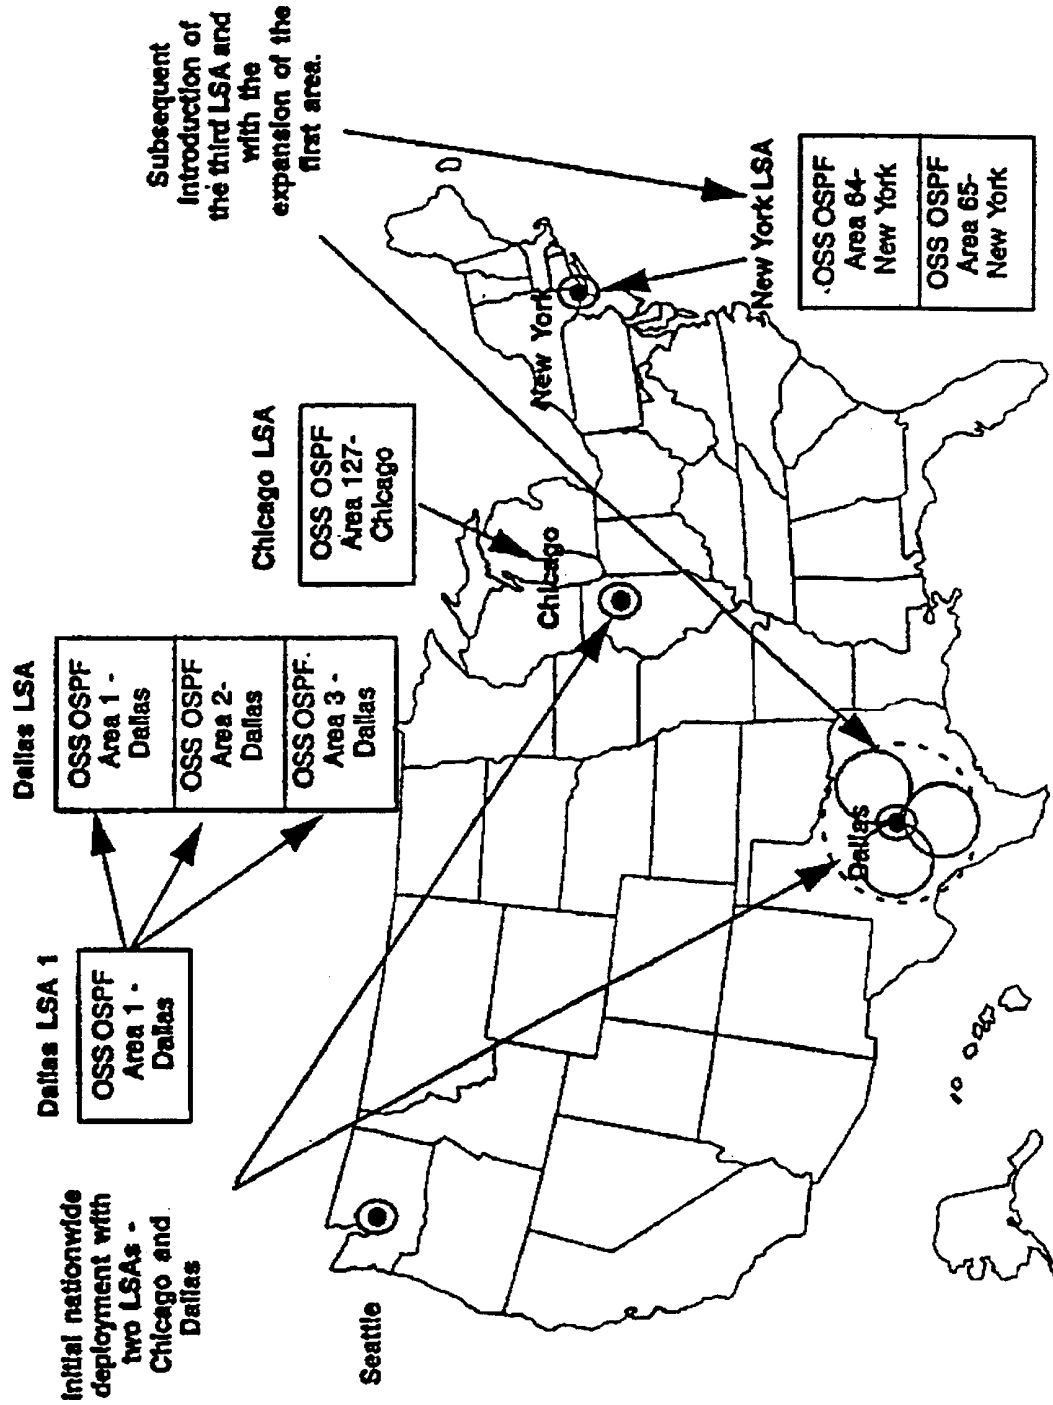 Initial nationwide
deployment with
two LSAs -
Chicago and
Dallas
Dallas LSA 1
OSS OSPF
Area 1 -
Dallas
Dallas LSA
OSS OSPF
Area 1 -
Dallas
OSS OSPF
Area 2-
Dallas
OSS OSPF
Area 3 -
Dallas
Chicago LSA
OSS OSPF
Area 127-
Chicago
Subsequent
introduction of
the third LSA and
with the
expansion of the
first area.
Seattle
Chicago
New York
Dallas
New York LSA
OSS OSPF
Area 64-
New York
OSS OSPF
Area 65-
New York